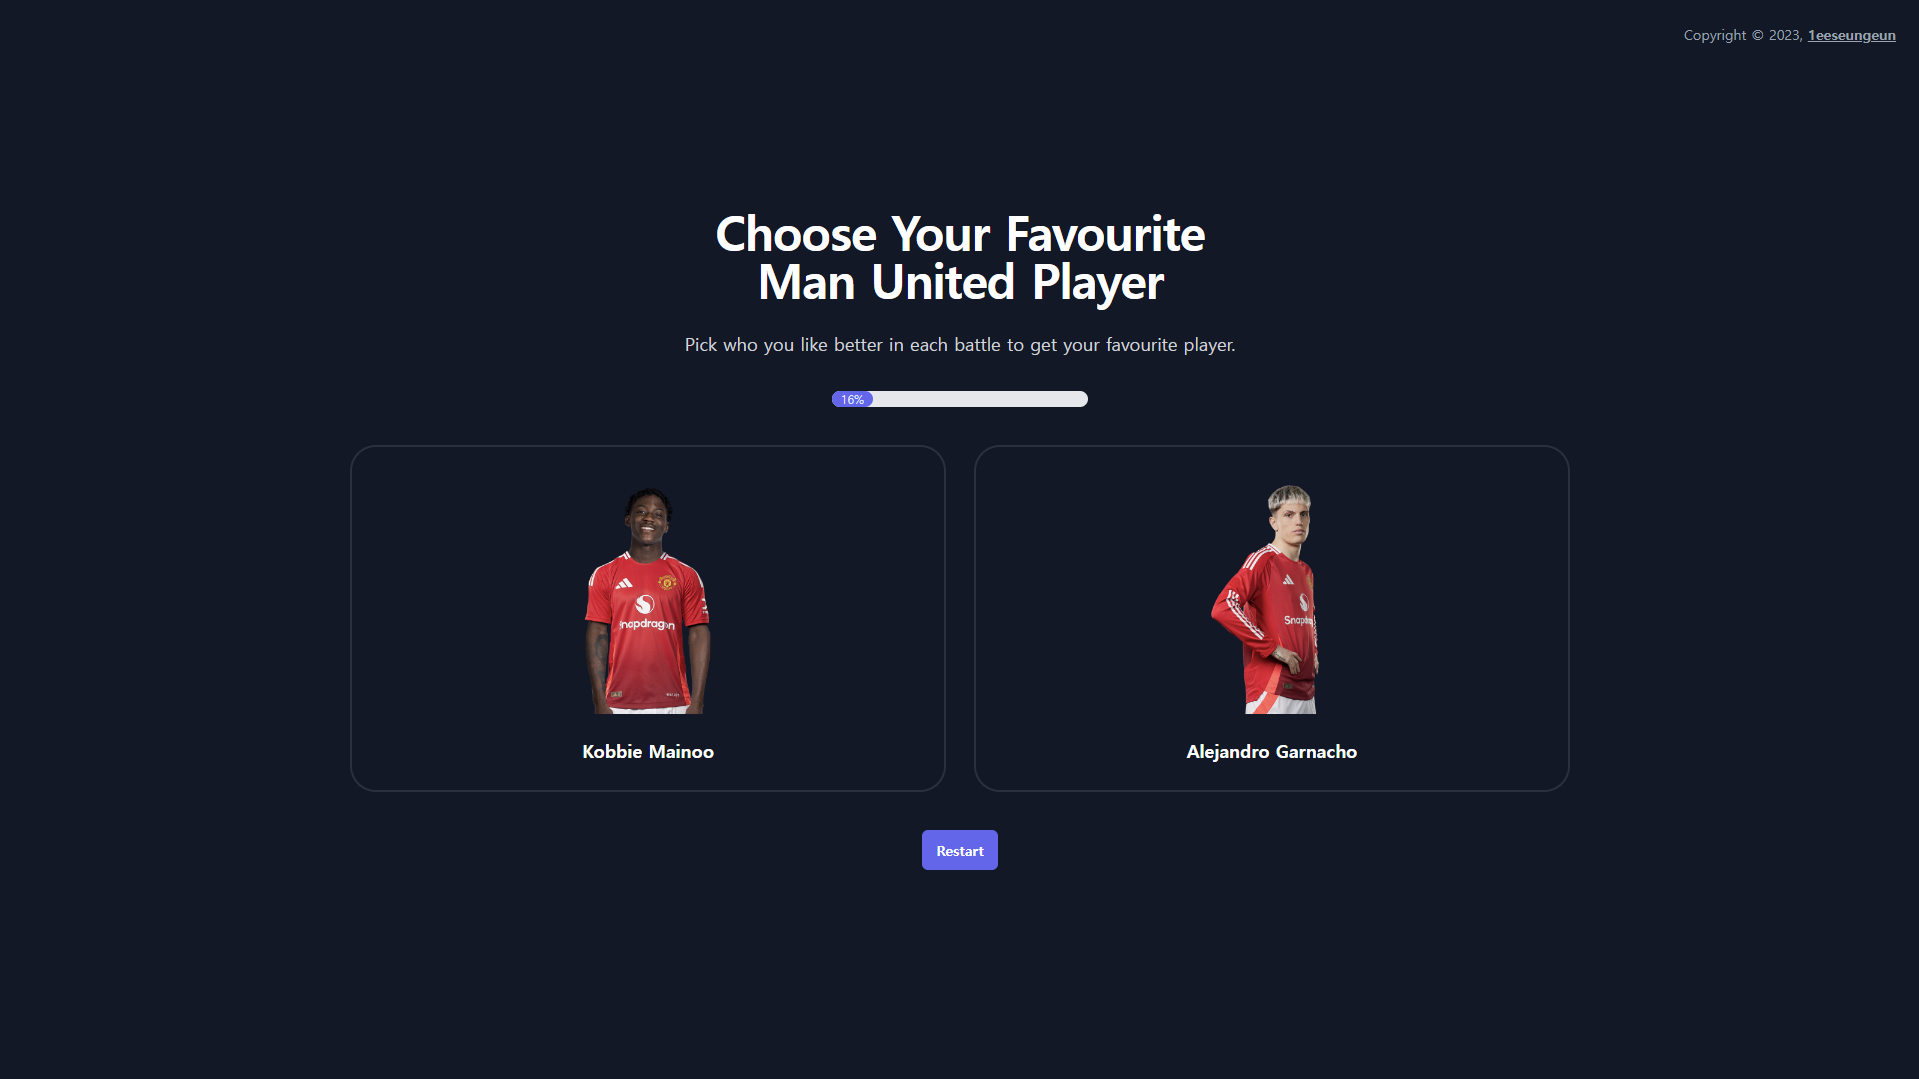 Copyright © 2023, 1eeseungeun
Choose Your Favourite
Man United Player
Pick who you like better in each battle to get your favourite player.
16%
Snapdragon
Snapd
Kobbie Mainoo
Alejandro Garnacho
Restart